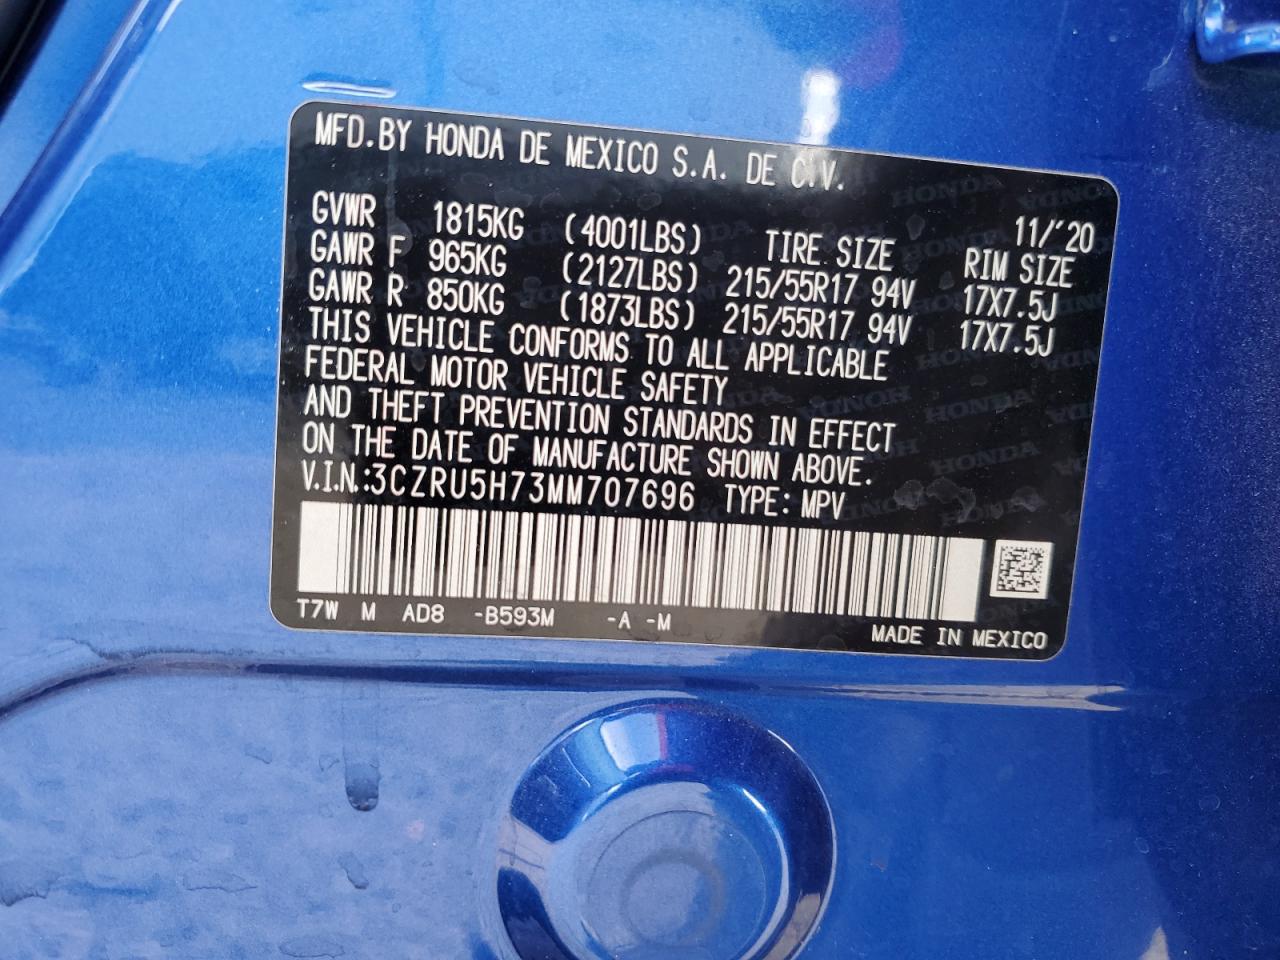 MFD.BY HONDA DE MEXICO S.A. DE C.V.
11/'20
GVWR 1815KG (4001LBS) TIRE SIZE RIM SIZE
GAWR F 965KG (2127LBS) 215/55R17 94V 17X7.5J
GAWR R 850KG (1873LBS) 215/55R17 94V 17X7.5J
THIS VEHICLE CONFORMS TO ALL APPLICABLE
FEDERAL MOTOR VEHICLE SAFETY
AND THEFT PREVENTION STANDARDS IN EFFECT
ON THE DATE OF MANUFACTURE SHOWN ABOVE.
V.I.N.:3CZRU5H73MM707696 TYPE: MPV
T7W M AD8 -B593M -A -M
MADE IN MEXICO